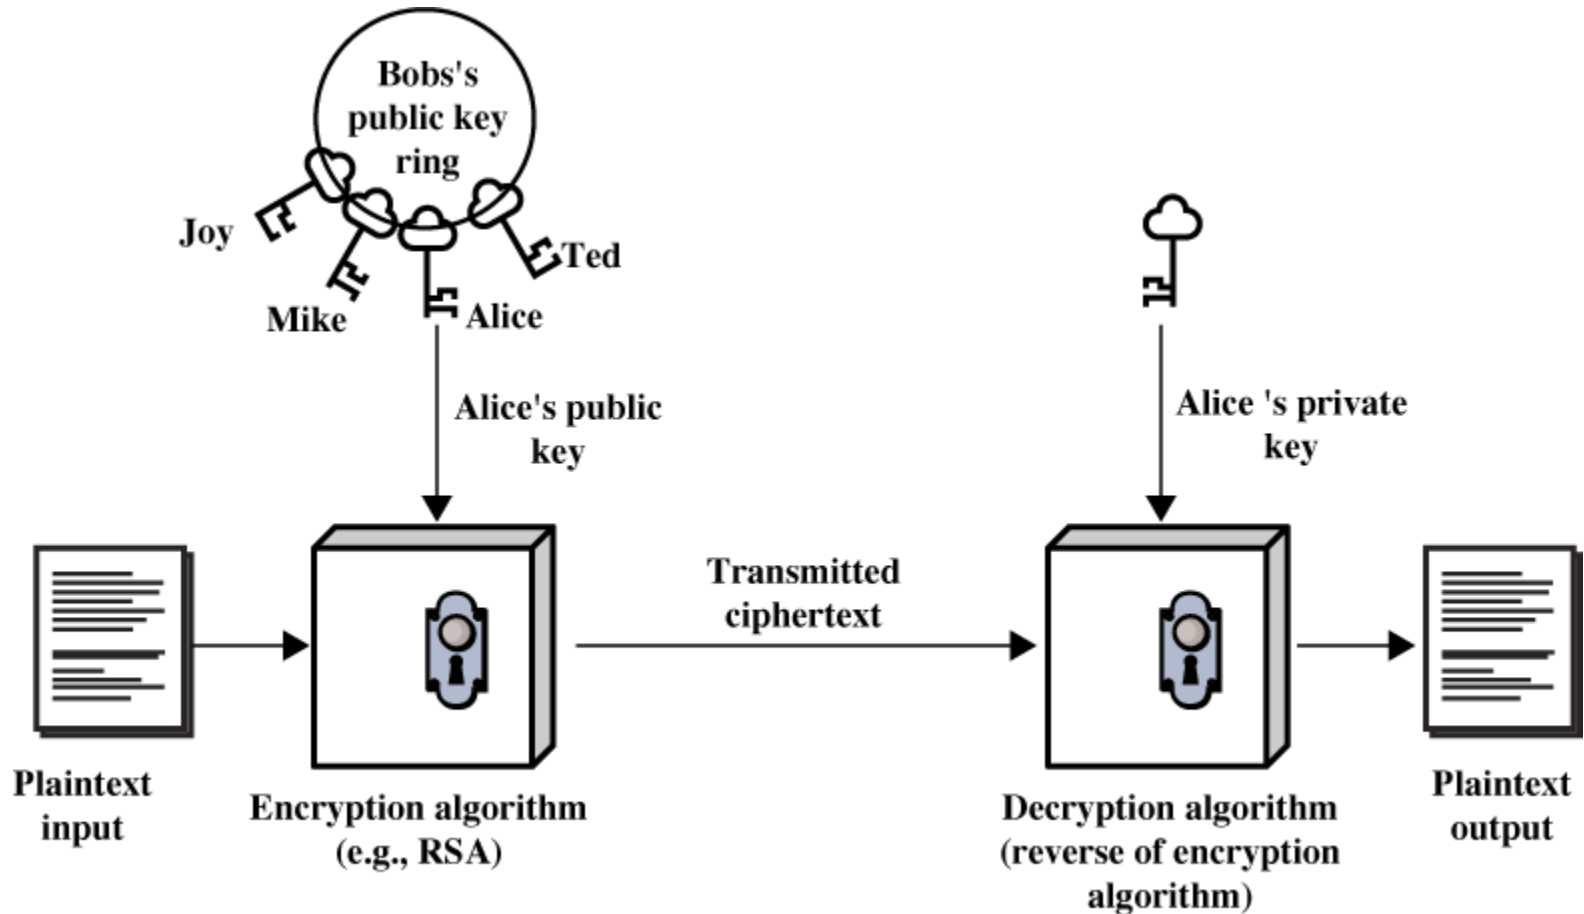 Bobs's
public key
ring
Joy
Ted
Mike
Alice
Alice's public
key
Alice 's private
key
Transmitted
ciphertext
Plaintext
input
Encryption algorithm
(e.g., RSA)
Decryption algorithm
(reverse of encryption
algorithm)
Plaintext
output